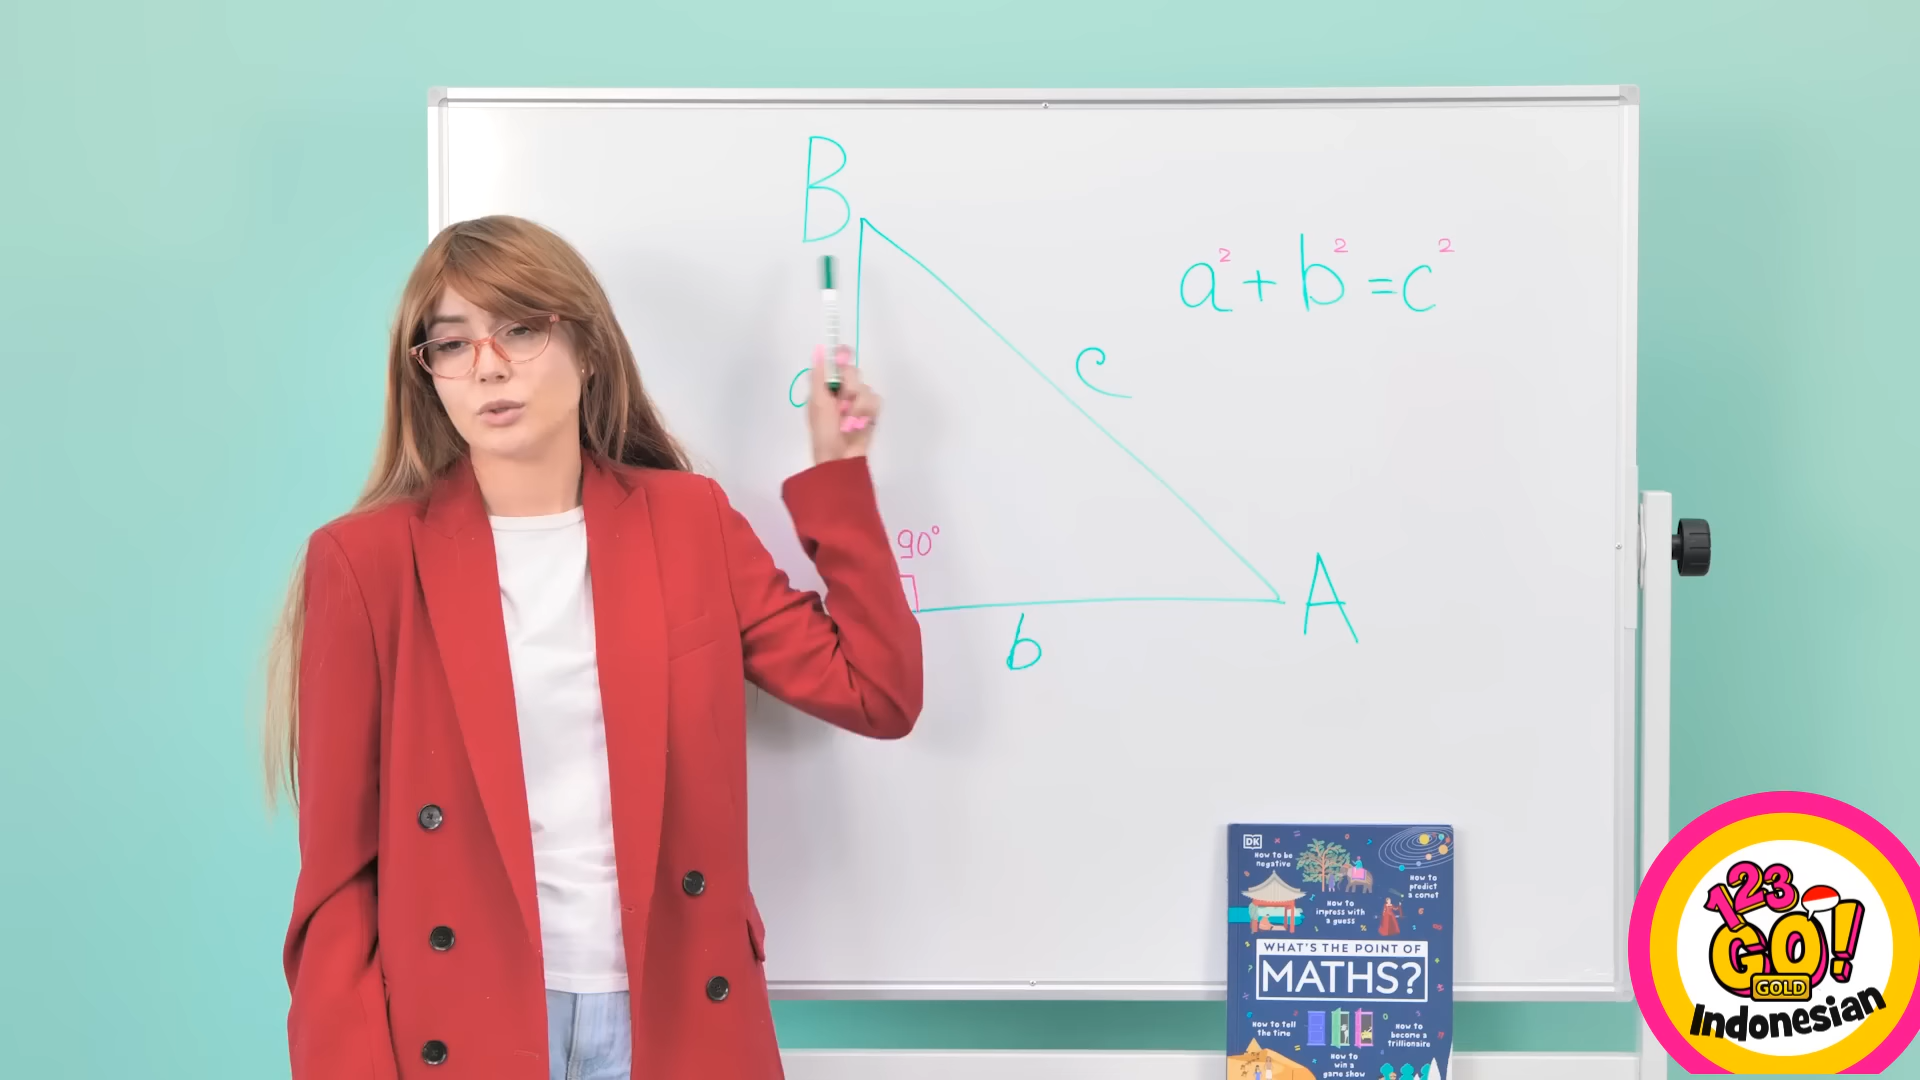 B
a² + b² = c²
c
90°
A
b
DK
How to be
negative
How to
predict
a comet
How to
impress with
a guess
WHAT'S THE POINT OF
MATHS?
How to tell
the time
How to
become a
trillionaire
How to
win a
game show
123
GO!
GOLD
Indonesian